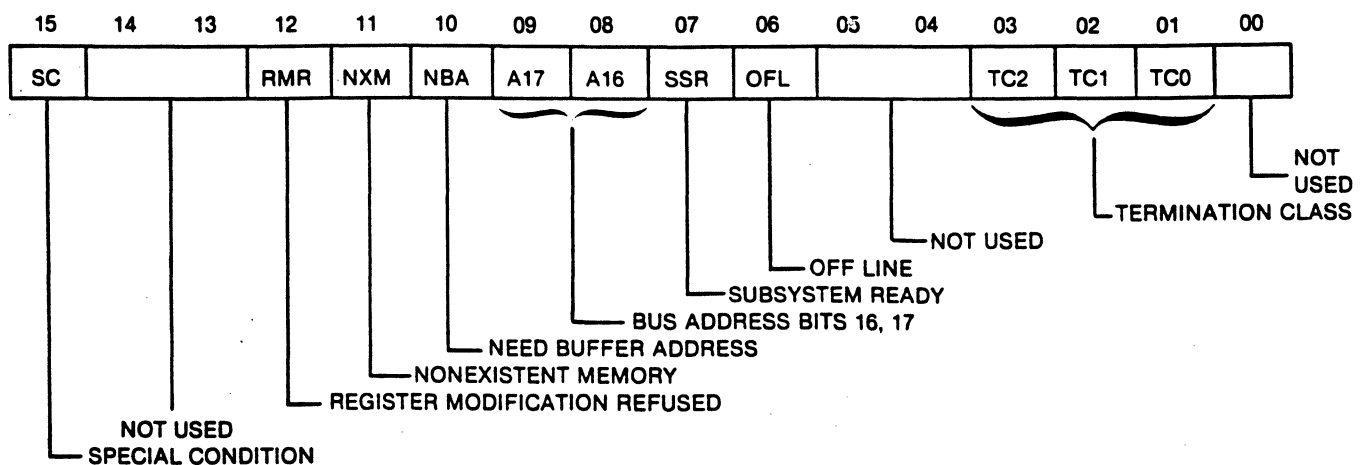 15 14 13 12 11 10 09 08 07 06 05 04 03 02 01 00
SC RMR NXM NBA A17 A16 SSR OFL TC2 TC1 TC0
NOT
USED
TERMINATION CLASS
NOT USED
OFF LINE
SUBSYSTEM READY
BUS ADDRESS BITS 16, 17
NEED BUFFER ADDRESS
NONEXISTENT MEMORY
REGISTER MODIFICATION REFUSED
NOT USED
SPECIAL CONDITION